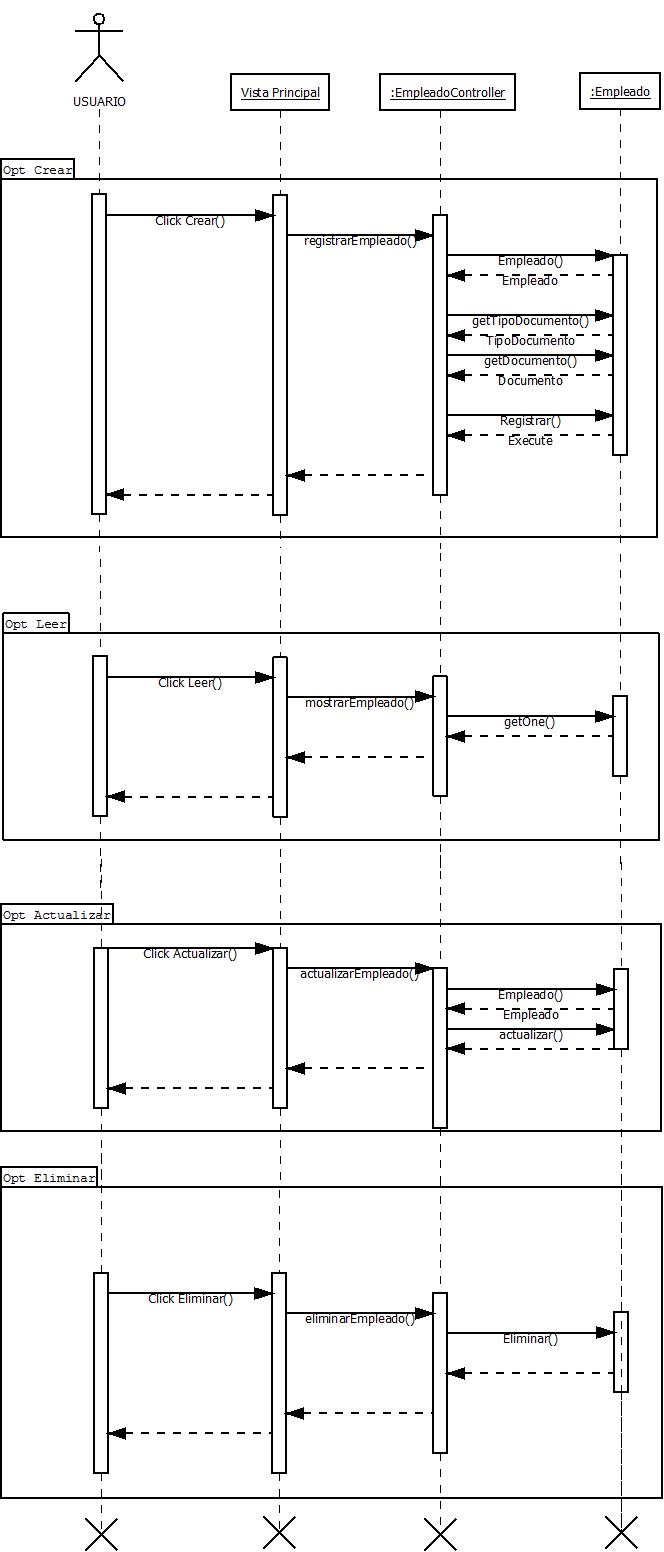 USUARIO
Vista Principal
:EmpleadoController
:Empleado
Opt Crear
Click Crear()
registrarEmpleado()
Empleado()
Empleado
getTipoDocumento()
TipoDocumento
getDocumento()
Documento
Registrar()
Execute
Opt Leer
Click Leer()
mostrarEmpleado()
getOne()
Opt Actualizar
Click Actualizar()
actualizarEmpleado()
Empleado()
Empleado
actualizar()
Opt Eliminar
Click Eliminar()
eliminarEmpleado()
Eliminar()